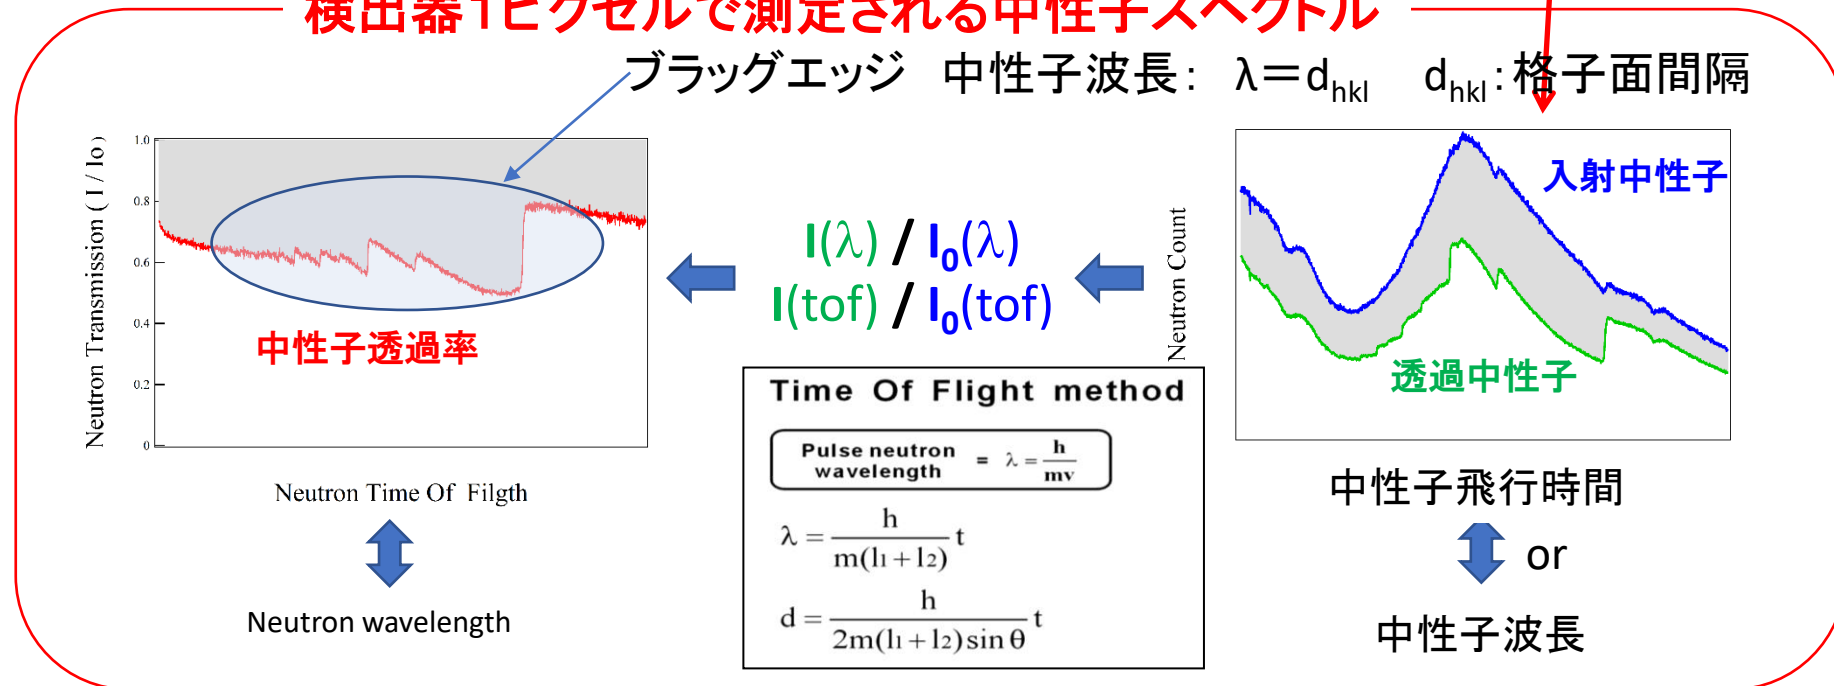 検出器1ピクセルで測定される中性子スペクトル
ブラッグエッジ 中性子波長： λ＝d_hkl d_hkl：格子面間隔
Neutron Transmission ( I / Io )
1.0
0.8
0.6
0.4
0.2
0
中性子透過率
Neutron Time Of Filgth
Neutron wavelength
I(λ) / I₀(λ)
I(tof) / I₀(tof)
Time Of Flight method
Pulse neutron wavelength = λ = h / mv
λ = h / m(l₁ + l₂) t
d = h / 2m(l₁ + l₂) sin θ t
Neutron Count
入射中性子
透過中性子
中性子飛行時間
or
中性子波長